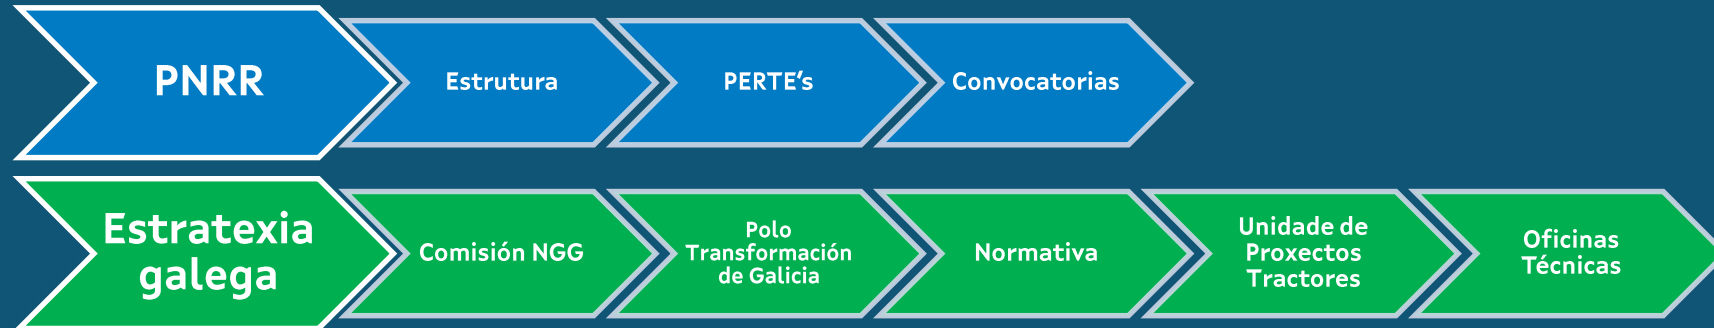 PNRR
Estrutura
PERTE’s
Convocatorias
Estratexia
galega
Comisión NGG
Polo
Transformación
de Galicia
Normativa
Unidade de
Proxectos
Tractores
Oficinas
Técnicas